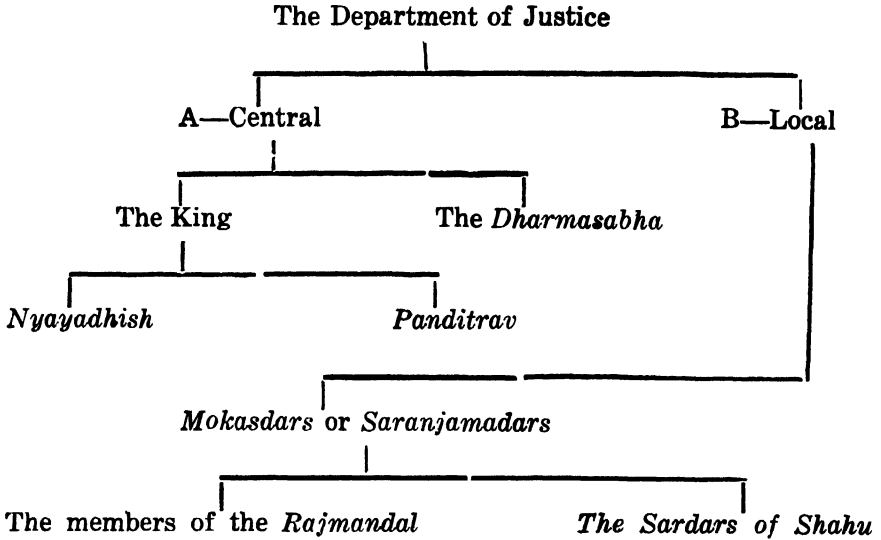 The Department of Justice
A—Central B—Local
The King The Dharmasabha
Nyayadhish Panditrav
Mokasdars or Saranjamadars
The members of the Rajmandal The Sardars of Shahu